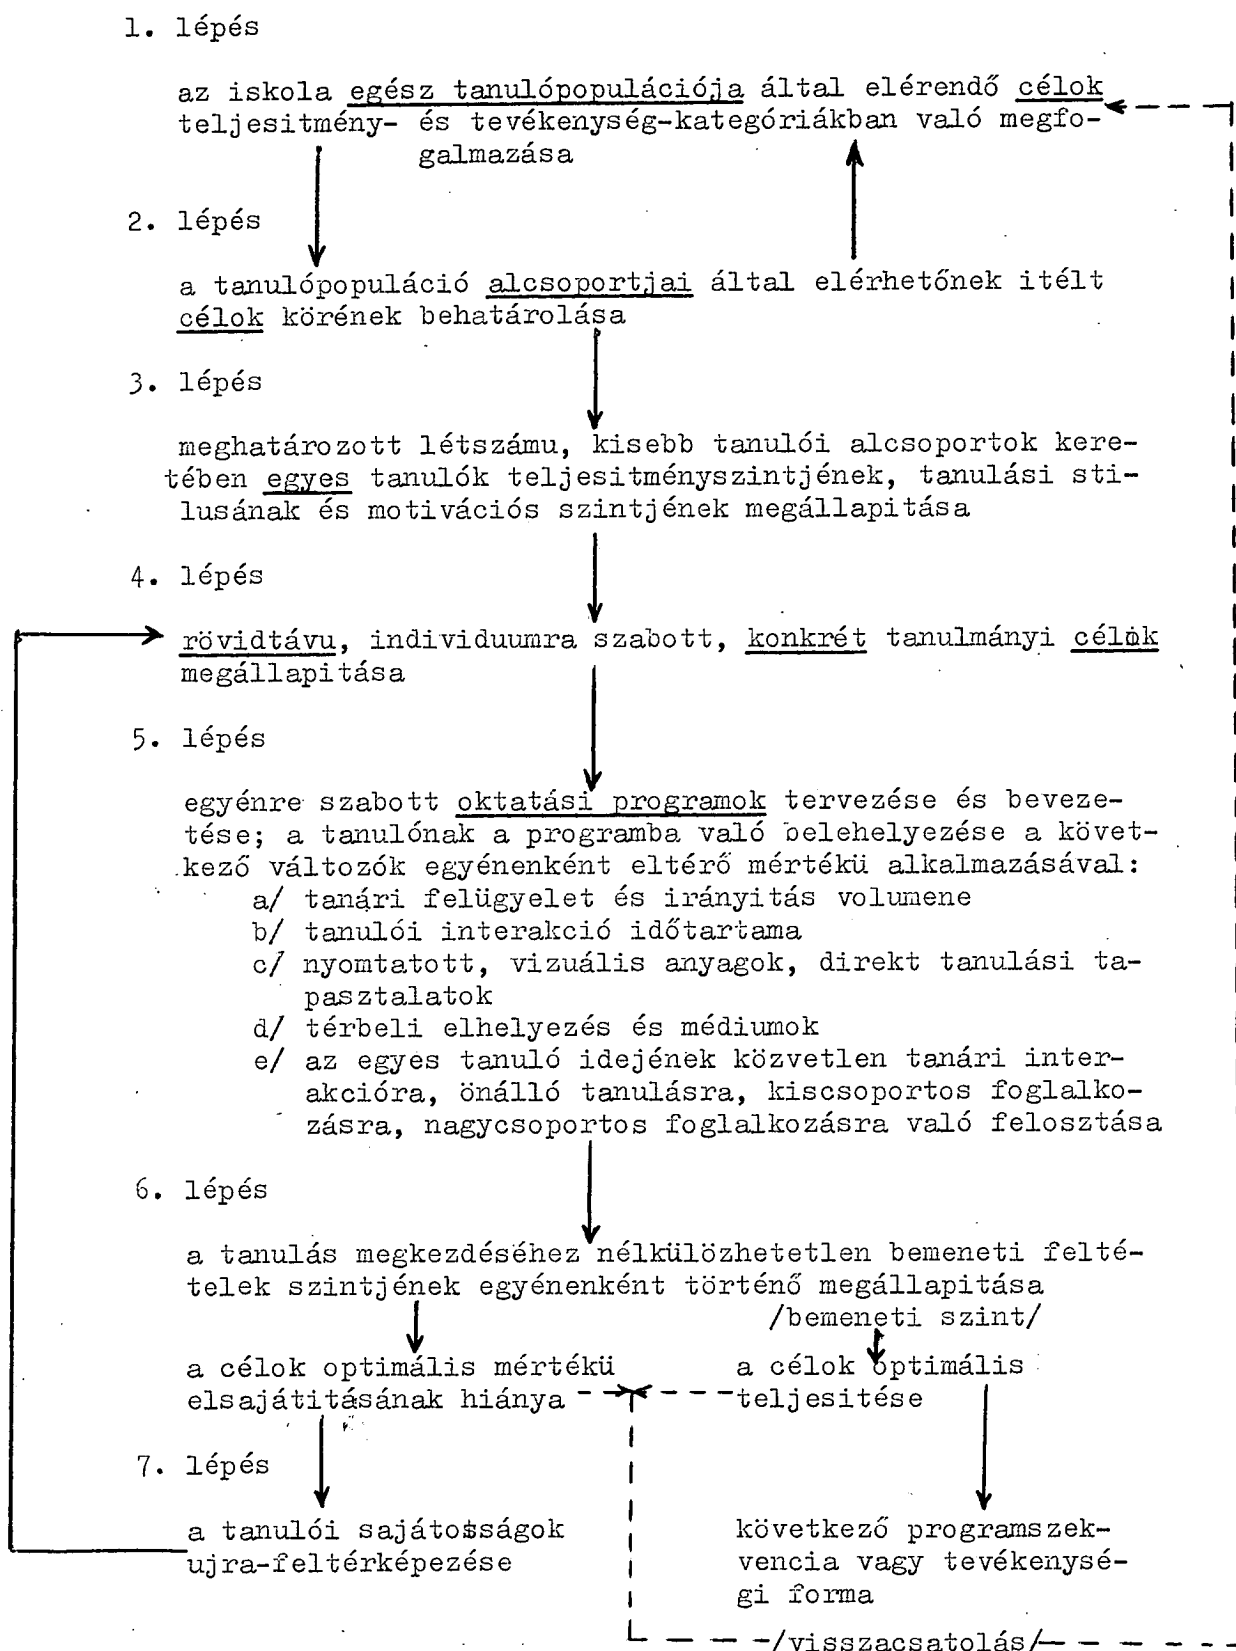 1. lépés
az iskola egész tanulópopulációja által elérendő célok
teljesitmény- és tevékenység-kategóriákban való megfo-
galmazása
2. lépés
a tanulópopuláció alcsoportjai által elérhetőnek itélt
célok körének behatárolása
3. lépés
meghatározott létszámu, kisebb tanulói alcsoportok kere-
tében egyes tanulók teljesitményszintjének, tanulási sti-
lusának és motivációs szintjének megállapitása
4. lépés
rövidtávu, individuumra szabott, konkrét tanulmányi célok
megállapitása
5. lépés
egyénre szabott oktatási programok tervezése és beveze-
tése; a tanulónak a programba való belehelyezése a követ-
kező változók egyénenként eltérő mértékü alkalmazásával:
a/ tanári felügyelet és irányitás volumene
b/ tanulói interakció időtartama
c/ nyomtatott, vizuális anyagok, direkt tanulási ta-
pasztalatok
d/ térbeli elhelyezés és médiumok
e/ az egyes tanuló idejének közvetlen tanári inter-
akcióra, önálló tanulásra, kiscsoportos foglalko-
zásra, nagycsoportos foglalkozásra való felosztása
6. lépés
a tanulás megkezdéséhez nélkülözhetetlen bemeneti felté-
telek szintjének egyénenként történő megállapitása
/bemeneti szint/
a célok optimális mértékü
elsajátitásának hiánya
a célok optimális
teljesitése
7. lépés
a tanulói sajátosságok
ujra-feltérképezése
következő programszek-
vencia vagy tevékenysé-
gi forma
/visszacsatolás/